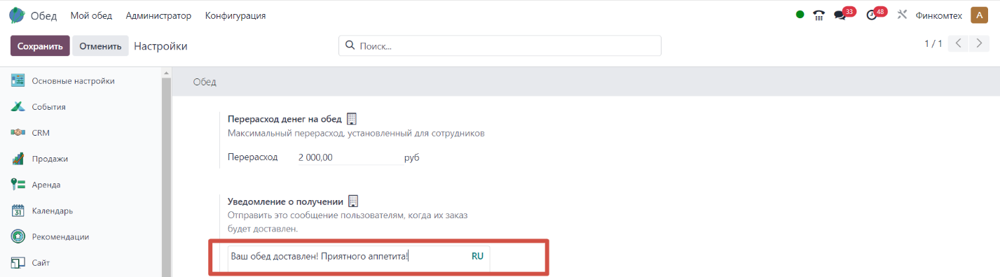 Обед Мой обед Администратор Конфигурация 33 48 Финкомтех A
Сохранить Отменить Настройки Поиск... 1 / 1
Основные настройки
События
CRM
Продажи
Аренда
31 Календарь
Рекомендации
Сайт
Обед
Перерасход денег на обед
Максимальный перерасход, установленный для сотрудников
Перерасход 2 000,00 руб
Уведомление о получении
Отправить это сообщение пользователям, когда их заказ
будет доставлен.
Ваш обед доставлен! Приятного аппетита! RU